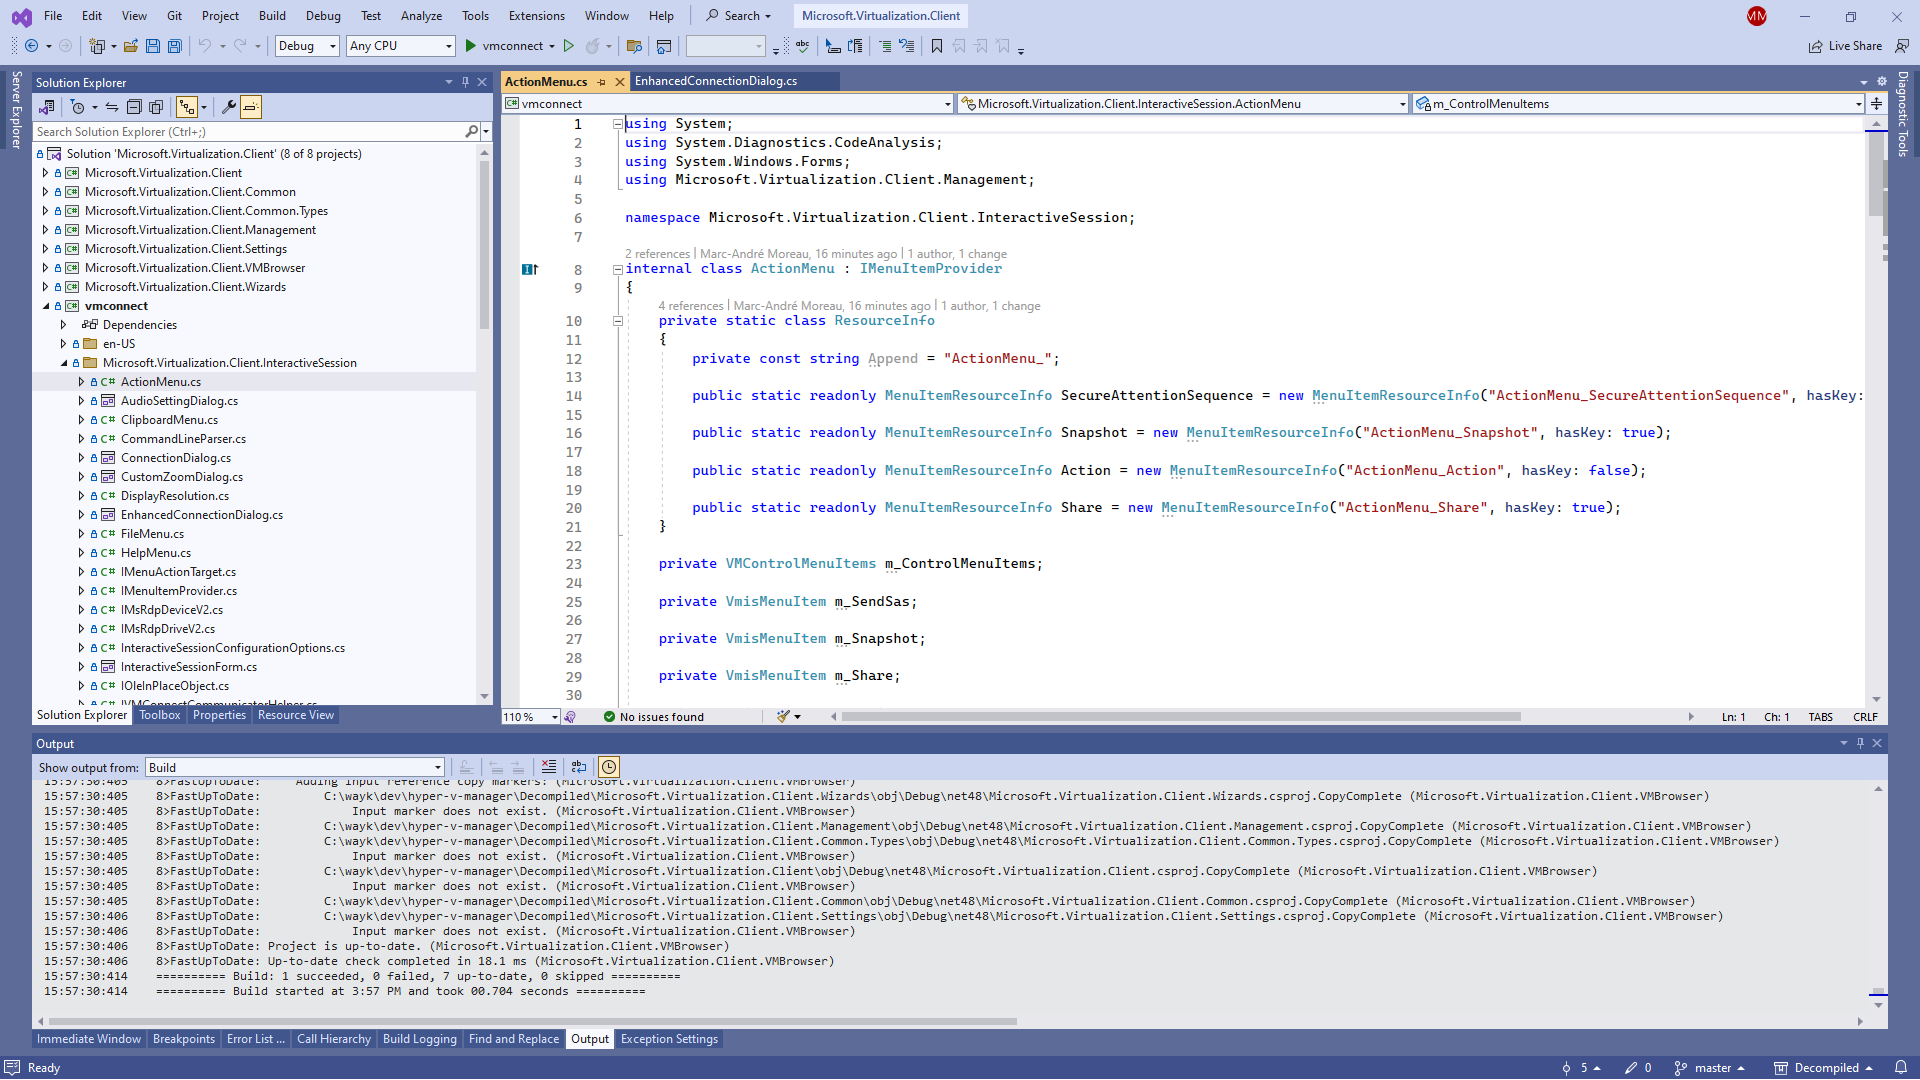 File Edit View Git Project Build Debug Test Analyze Tools Extensions Window Help Search Microsoft.Virtualization.Client MM
Debug Any CPU vmconnect Live Share
Server Explorer
Solution Explorer
Search Solution Explorer (Ctrl+;)
Solution 'Microsoft.Virtualization.Client' (8 of 8 projects)
Microsoft.Virtualization.Client
Microsoft.Virtualization.Client.Common
Microsoft.Virtualization.Client.Common.Types
Microsoft.Virtualization.Client.Management
Microsoft.Virtualization.Client.Settings
Microsoft.Virtualization.Client.VMBrowser
Microsoft.Virtualization.Client.Wizards
vmconnect
Dependencies
en-US
Microsoft.Virtualization.Client.InteractiveSession
C# ActionMenu.cs
AudioSettingDialog.cs
C# ClipboardMenu.cs
C# CommandLineParser.cs
ConnectionDialog.cs
CustomZoomDialog.cs
C# DisplayResolution.cs
EnhancedConnectionDialog.cs
C# FileMenu.cs
C# HelpMenu.cs
C# IMenuActionTarget.cs
C# IMenuItemProvider.cs
C# IMsRdpDeviceV2.cs
C# IMsRdpDriveV2.cs
C# InteractiveSessionConfigurationOptions.cs
InteractiveSessionForm.cs
C# IOleInPlaceObject.cs
C# IVMConnectCommunicatorHelper.cs
Solution Explorer Toolbox Properties Resource View
ActionMenu.cs EnhancedConnectionDialog.cs
vmconnect Microsoft.Virtualization.Client.InteractiveSession.ActionMenu m_ControlMenuItems
1 using System;
2 using System.Diagnostics.CodeAnalysis;
3 using System.Windows.Forms;
4 using Microsoft.Virtualization.Client.Management;
5
6 namespace Microsoft.Virtualization.Client.InteractiveSession;
7
2 references | Marc-André Moreau, 16 minutes ago | 1 author, 1 change
8 internal class ActionMenu : IMenuItemProvider
9 {
4 references | Marc-André Moreau, 16 minutes ago | 1 author, 1 change
10 private static class ResourceInfo
11 {
12 private const string Append = "ActionMenu_";
13
14 public static readonly MenuItemResourceInfo SecureAttentionSequence = new MenuItemResourceInfo("ActionMenu_SecureAttentionSequence", hasKey:
15
16 public static readonly MenuItemResourceInfo Snapshot = new MenuItemResourceInfo("ActionMenu_Snapshot", hasKey: true);
17
18 public static readonly MenuItemResourceInfo Action = new MenuItemResourceInfo("ActionMenu_Action", hasKey: false);
19
20 public static readonly MenuItemResourceInfo Share = new MenuItemResourceInfo("ActionMenu_Share", hasKey: true);
21 }
22
23 private VMControlMenuItems m_ControlMenuItems;
24
25 private VmisMenuItem m_SendSas;
26
27 private VmisMenuItem m_Snapshot;
28
29 private VmisMenuItem m_Share;
30
110 % No issues found Ln: 1 Ch: 1 TABS CRLF
Diagnostic Tools
Output
Show output from: Build
15:57:30:405 8>FastUpToDate: Adding input reference copy markers: (Microsoft.Virtualization.Client.VMBrowser)
15:57:30:405 8>FastUpToDate: C:\wayk\dev\hyper-v-manager\Decompiled\Microsoft.Virtualization.Client.Wizards\obj\Debug\net48\Microsoft.Virtualization.Client.Wizards.csproj.CopyComplete (Microsoft.Virtualization.Client.VMBrowser)
15:57:30:405 8>FastUpToDate: Input marker does not exist. (Microsoft.Virtualization.Client.VMBrowser)
15:57:30:405 8>FastUpToDate: C:\wayk\dev\hyper-v-manager\Decompiled\Microsoft.Virtualization.Client.Management\obj\Debug\net48\Microsoft.Virtualization.Client.Management.csproj.CopyComplete (Microsoft.Virtualization.Client.VMBrowser)
15:57:30:405 8>FastUpToDate: C:\wayk\dev\hyper-v-manager\Decompiled\Microsoft.Virtualization.Client.Common.Types\obj\Debug\net48\Microsoft.Virtualization.Client.Common.Types.csproj.CopyComplete (Microsoft.Virtualization.Client.VMBrowser)
15:57:30:405 8>FastUpToDate: Input marker does not exist. (Microsoft.Virtualization.Client.VMBrowser)
15:57:30:405 8>FastUpToDate: C:\wayk\dev\hyper-v-manager\Decompiled\Microsoft.Virtualization.Client\obj\Debug\net48\Microsoft.Virtualization.Client.csproj.CopyComplete (Microsoft.Virtualization.Client.VMBrowser)
15:57:30:405 8>FastUpToDate: Input marker does not exist. (Microsoft.Virtualization.Client.VMBrowser)
15:57:30:405 8>FastUpToDate: C:\wayk\dev\hyper-v-manager\Decompiled\Microsoft.Virtualization.Client.Common\obj\Debug\net48\Microsoft.Virtualization.Client.Common.csproj.CopyComplete (Microsoft.Virtualization.Client.VMBrowser)
15:57:30:406 8>FastUpToDate: C:\wayk\dev\hyper-v-manager\Decompiled\Microsoft.Virtualization.Client.Settings\obj\Debug\net48\Microsoft.Virtualization.Client.Settings.csproj.CopyComplete (Microsoft.Virtualization.Client.VMBrowser)
15:57:30:406 8>FastUpToDate: Input marker does not exist. (Microsoft.Virtualization.Client.VMBrowser)
15:57:30:406 8>FastUpToDate: Project is up-to-date. (Microsoft.Virtualization.Client.VMBrowser)
15:57:30:406 8>FastUpToDate: Up-to-date check completed in 18.1 ms (Microsoft.Virtualization.Client.VMBrowser)
15:57:30:414 ========== Build: 1 succeeded, 0 failed, 7 up-to-date, 0 skipped ==========
15:57:30:414 ========== Build started at 3:57 PM and took 00.704 seconds ==========
Immediate Window Breakpoints Error List ... Call Hierarchy Build Logging Find and Replace Output Exception Settings
Ready 5 0 master Decompiled